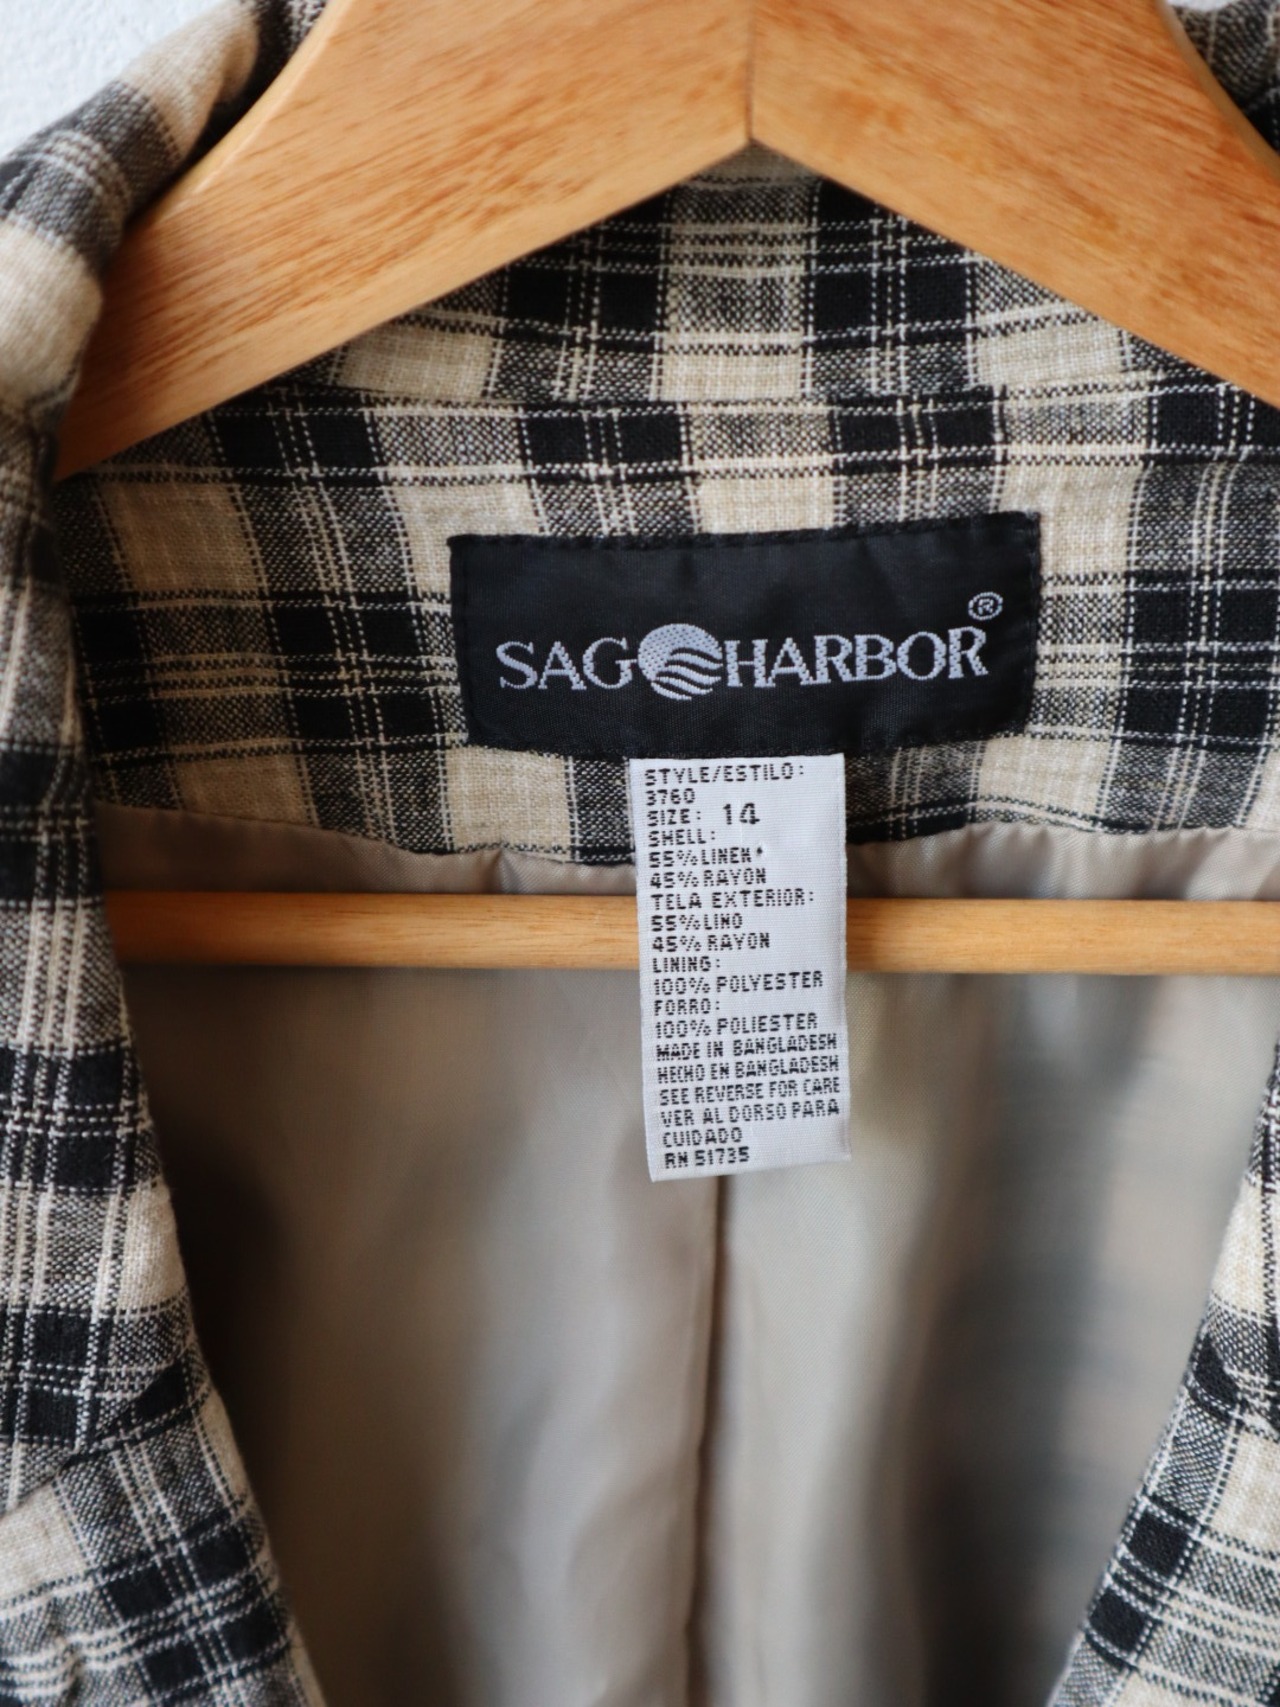 SAG HARBOR®
STYLE/ESTILO:
3760
SIZE: 14
SHELL:
55% LINEN
45% RAYON
TELA EXTERIOR:
55% LINO
45% RAYON
LINING:
100% POLYESTER
FORRO:
100% POLIESTER
MADE IN BANGLADESH
HECHO EN BANGLADESH
SEE REVERSE FOR CARE
VER AL DORSO PARA
CUIDADO
RN 51735